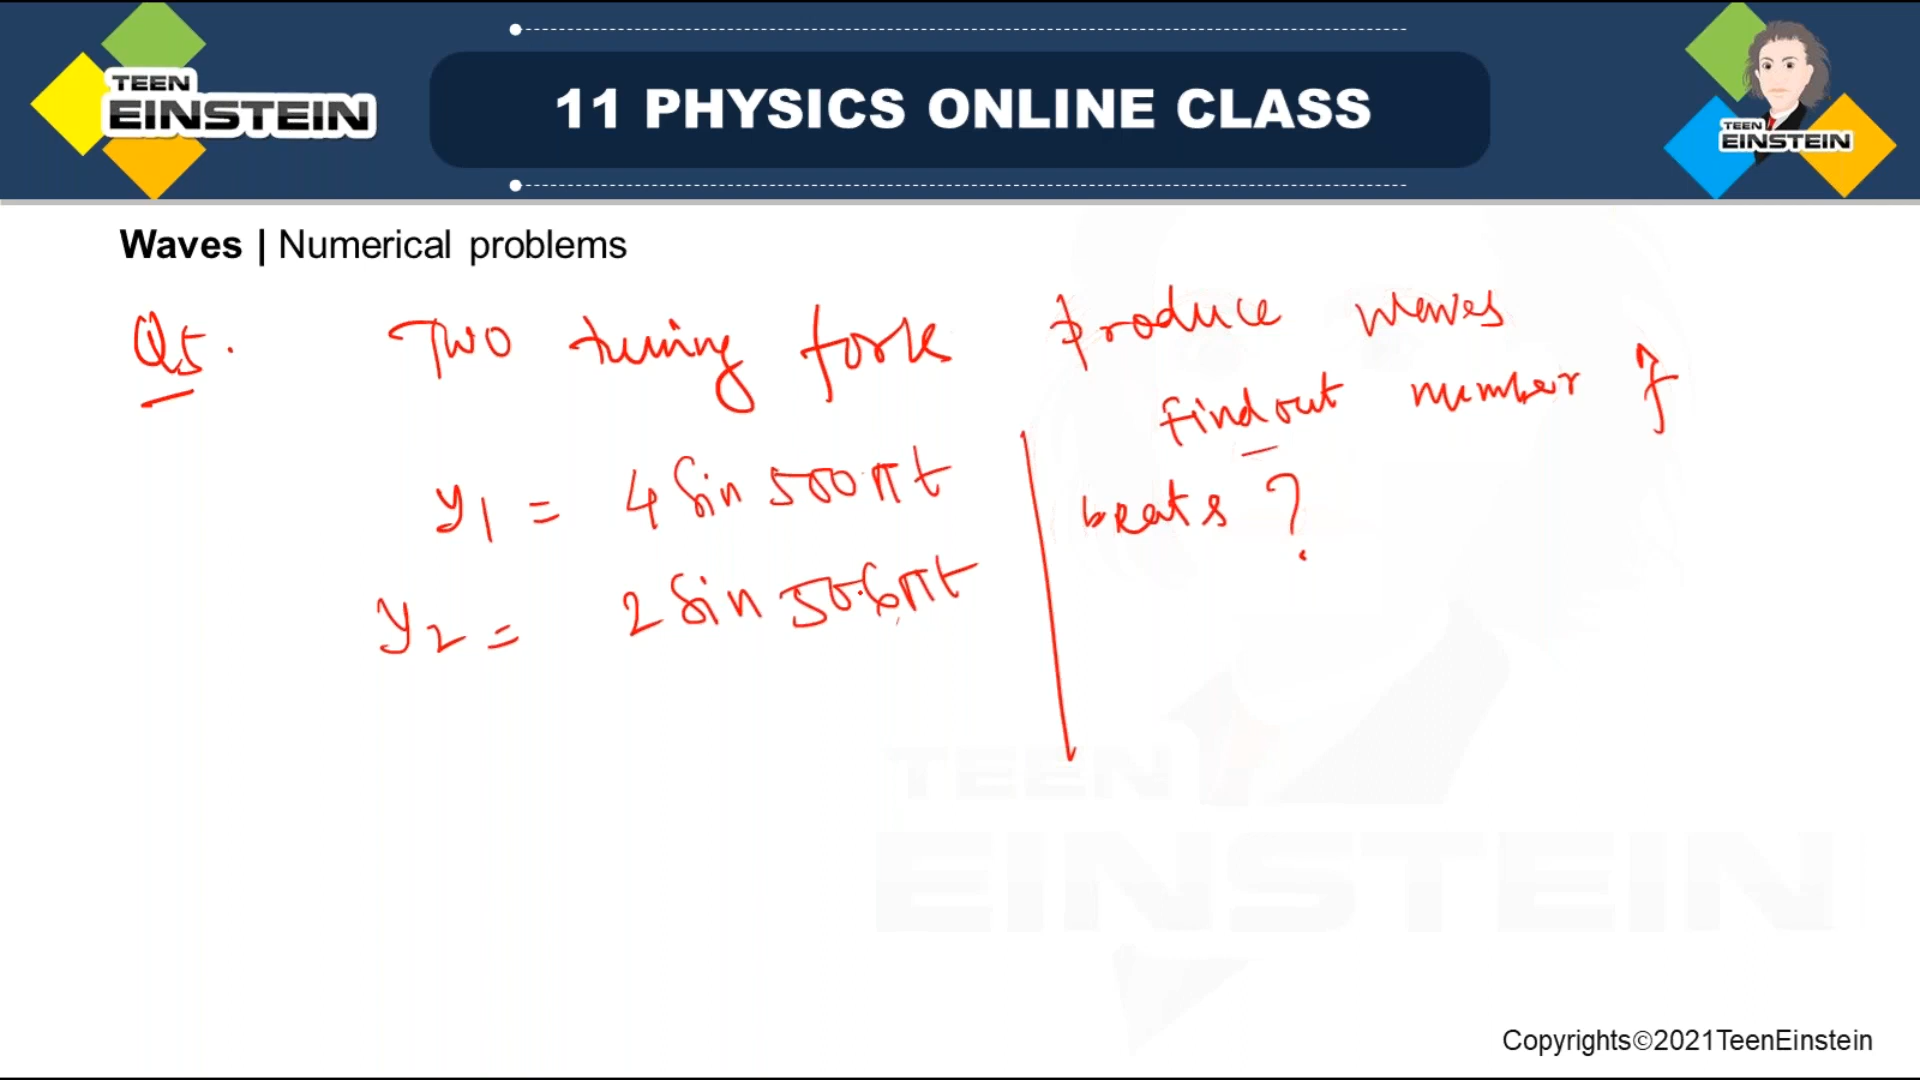 TEEN
EINSTEIN
11 PHYSICS ONLINE CLASS
TEEN
EINSTEIN
Waves | Numerical problems
Q5. Two tuning fork produce waves
y1 = 4 Sin 500πt
y2 = 2 Sin 506πt
Find out number of
beats ?
TEEN
EINSTEIN
Copyrights©2021TeenEinstein